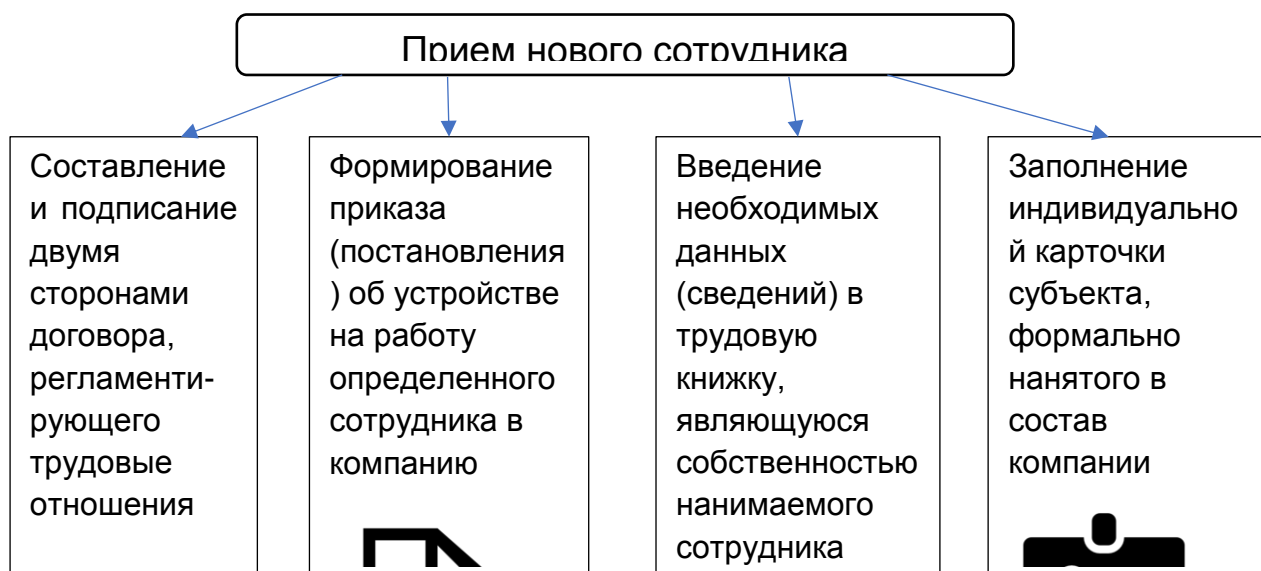 Прием нового сотрудника
Составление
и подписание
двумя
сторонами
договора,
регламенти-
рующего
трудовые
отношения
Формирование
приказа
(постановления
) об устройстве
на работу
определенного
сотрудника в
компанию
Введение
необходимых
данных
(сведений) в
трудовую
книжку,
являющуюся
собственностью
нанимаемого
сотрудника
Заполнение
индивидуально
й карточки
субъекта,
формально
нанятого в
состав
компании